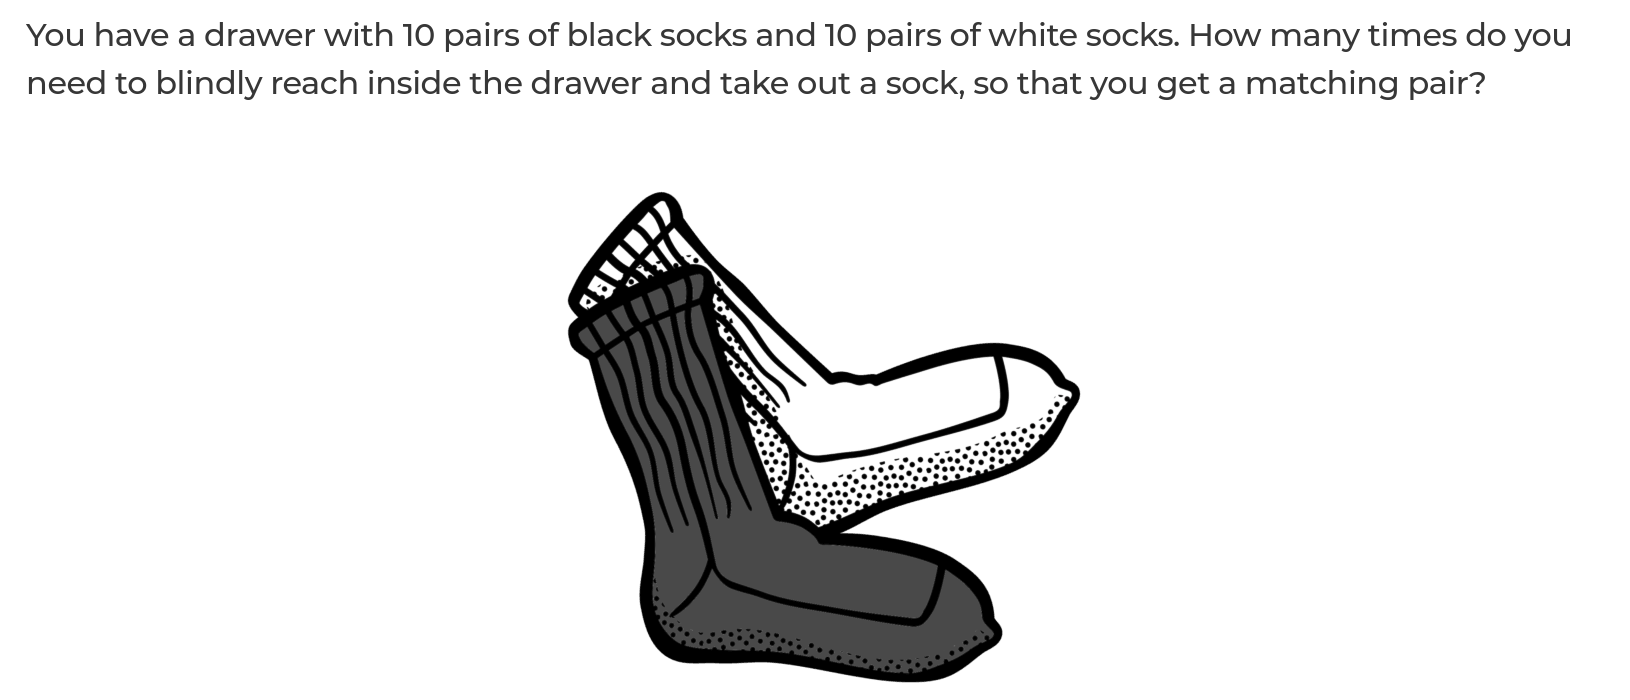 You have a drawer with 10 pairs of black socks and 10 pairs of white socks. How many times do you
need to blindly reach inside the drawer and take out a sock, so that you get a matching pair?